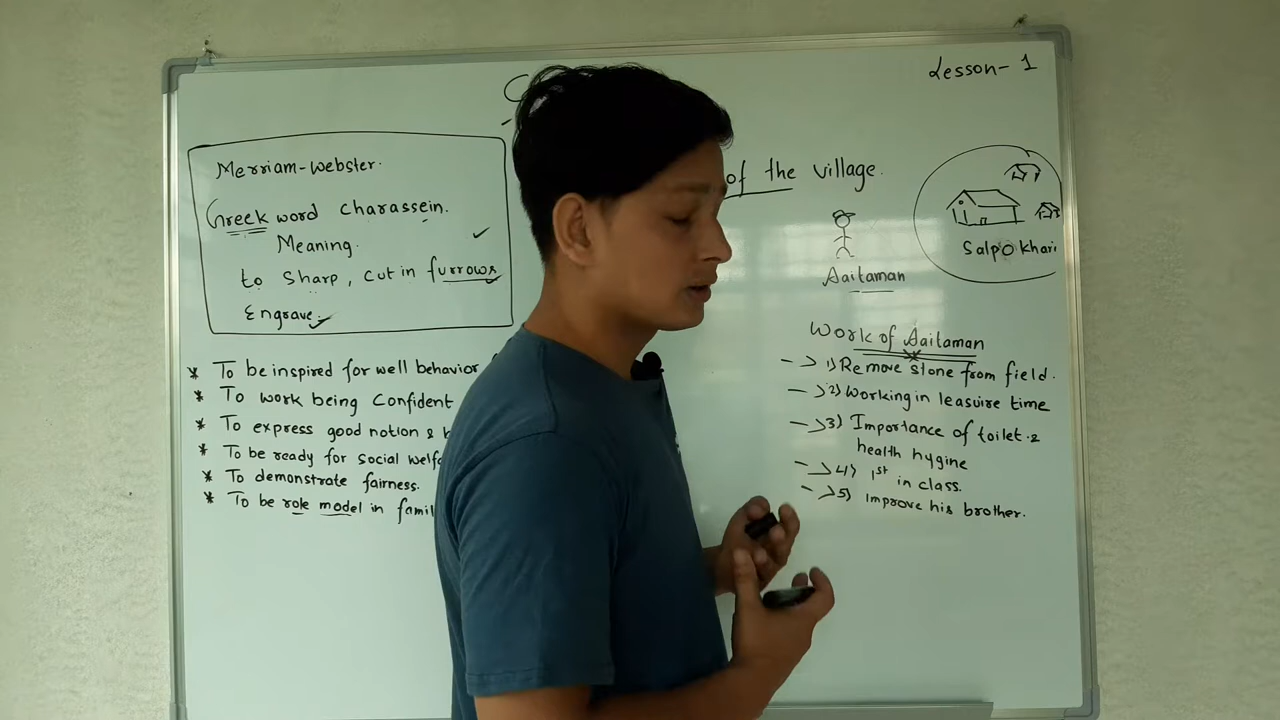 Lesson- 1
of the village.
Merriam-webster.
Greek word charassein.
Meaning.
to Sharp, cut in furrows
Engrave.
Salpokhari
Aaitaman
* To be inspired for well behavior
* To work being Confident
* To express good notion &
* To be ready for social
* To demonstrate fairness.
* To be role model in
Work of Aaitaman
-> 1) Remove stone from field.
-> 2) Working in leasuire time
-> 3) Importance of toilet &
health hygine
-> 4) 1st in class.
-> 5) improve his brother.